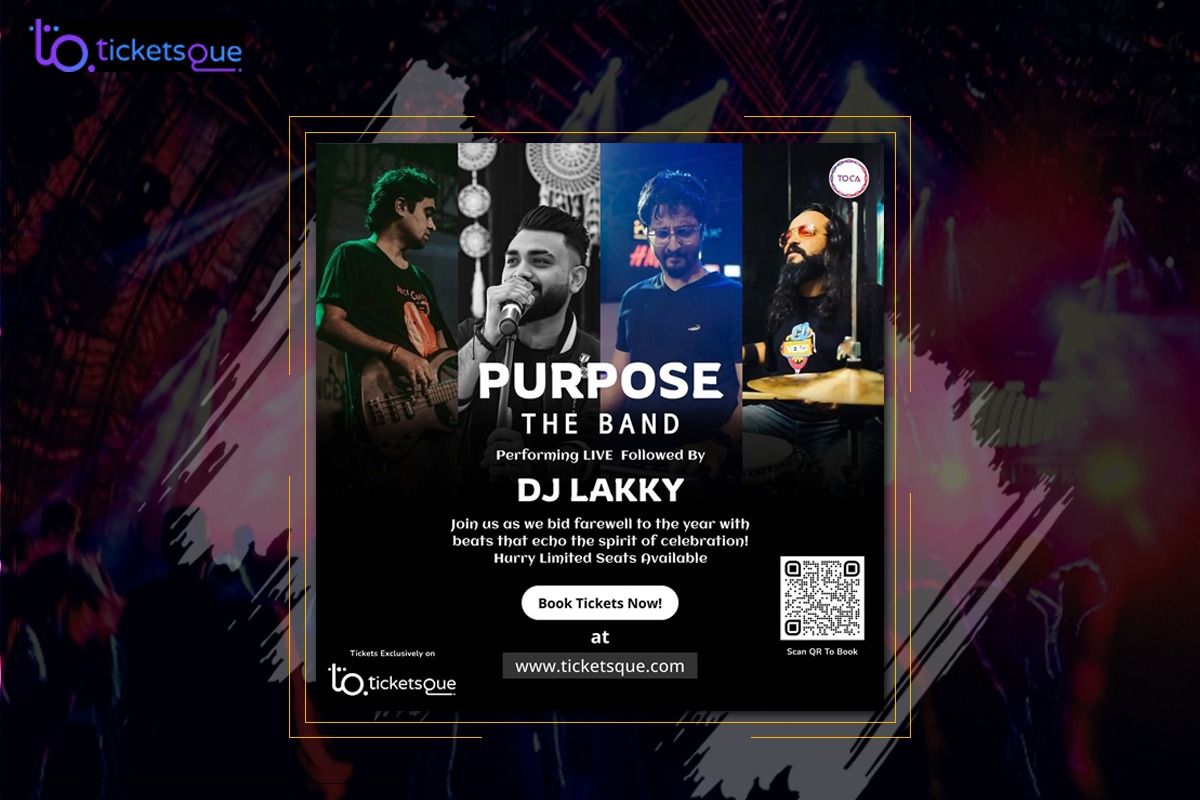 ticketsque
TOCA
PURPOSE
THE BAND
Performing LIVE Followed By
DJ LAKKY
Join us as we bid farewell to the year with
beats that echo the spirit of celebration!
Hurry Limited Seats Available
Book Tickets Now!
at
www.ticketsque.com
Scan QR To Book
Tickets Exclusively on
ticketsque